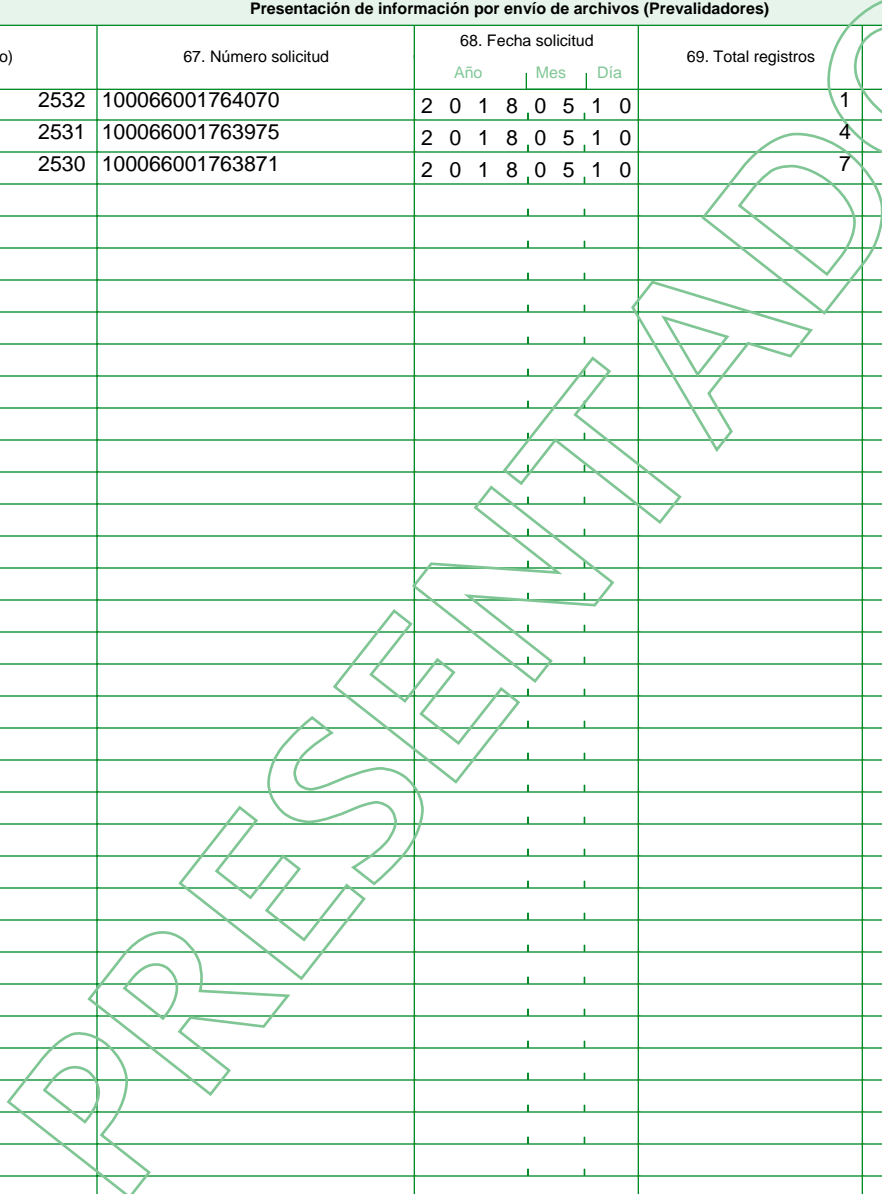 Presentación de información por envío de archivos (Prevalidadores)
o) 67. Número solicitud 68. Fecha solicitud 69. Total registros
Año Mes Día
2532 100066001764070 2 0 1 8 0 5 1 0 1
2531 100066001763975 2 0 1 8 0 5 1 0 4
2530 100066001763871 2 0 1 8 0 5 1 0 7
PRESENTADO